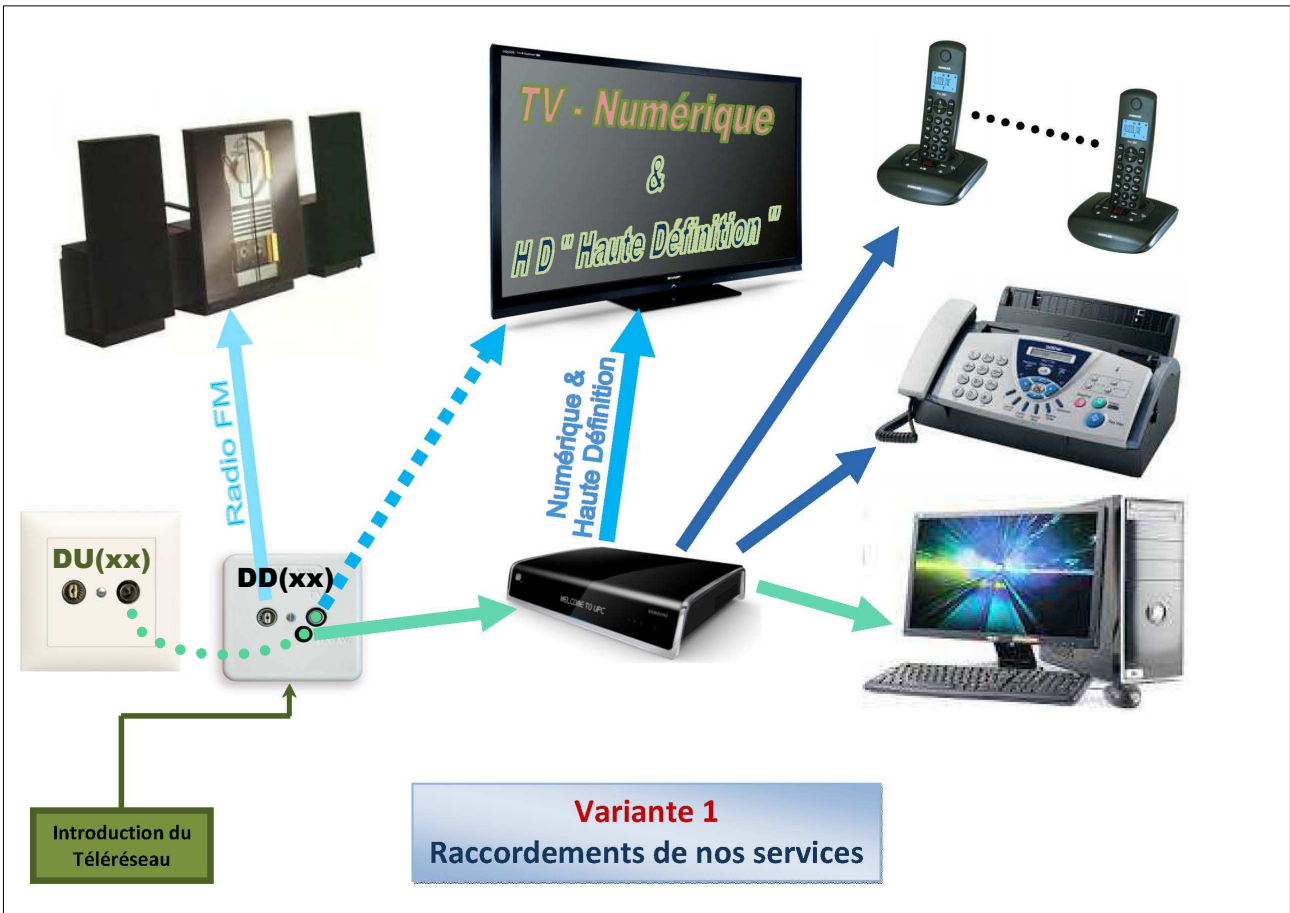 TV - Numérique
&
H D " Haute Définition "
Radio FM
Numérique &
Haute Définition
DU(xx)
DD(xx)
WELCOME TO UPC
SAMSUNG
Introduction du
Téléréseau
Variante 1
Raccordements de nos services